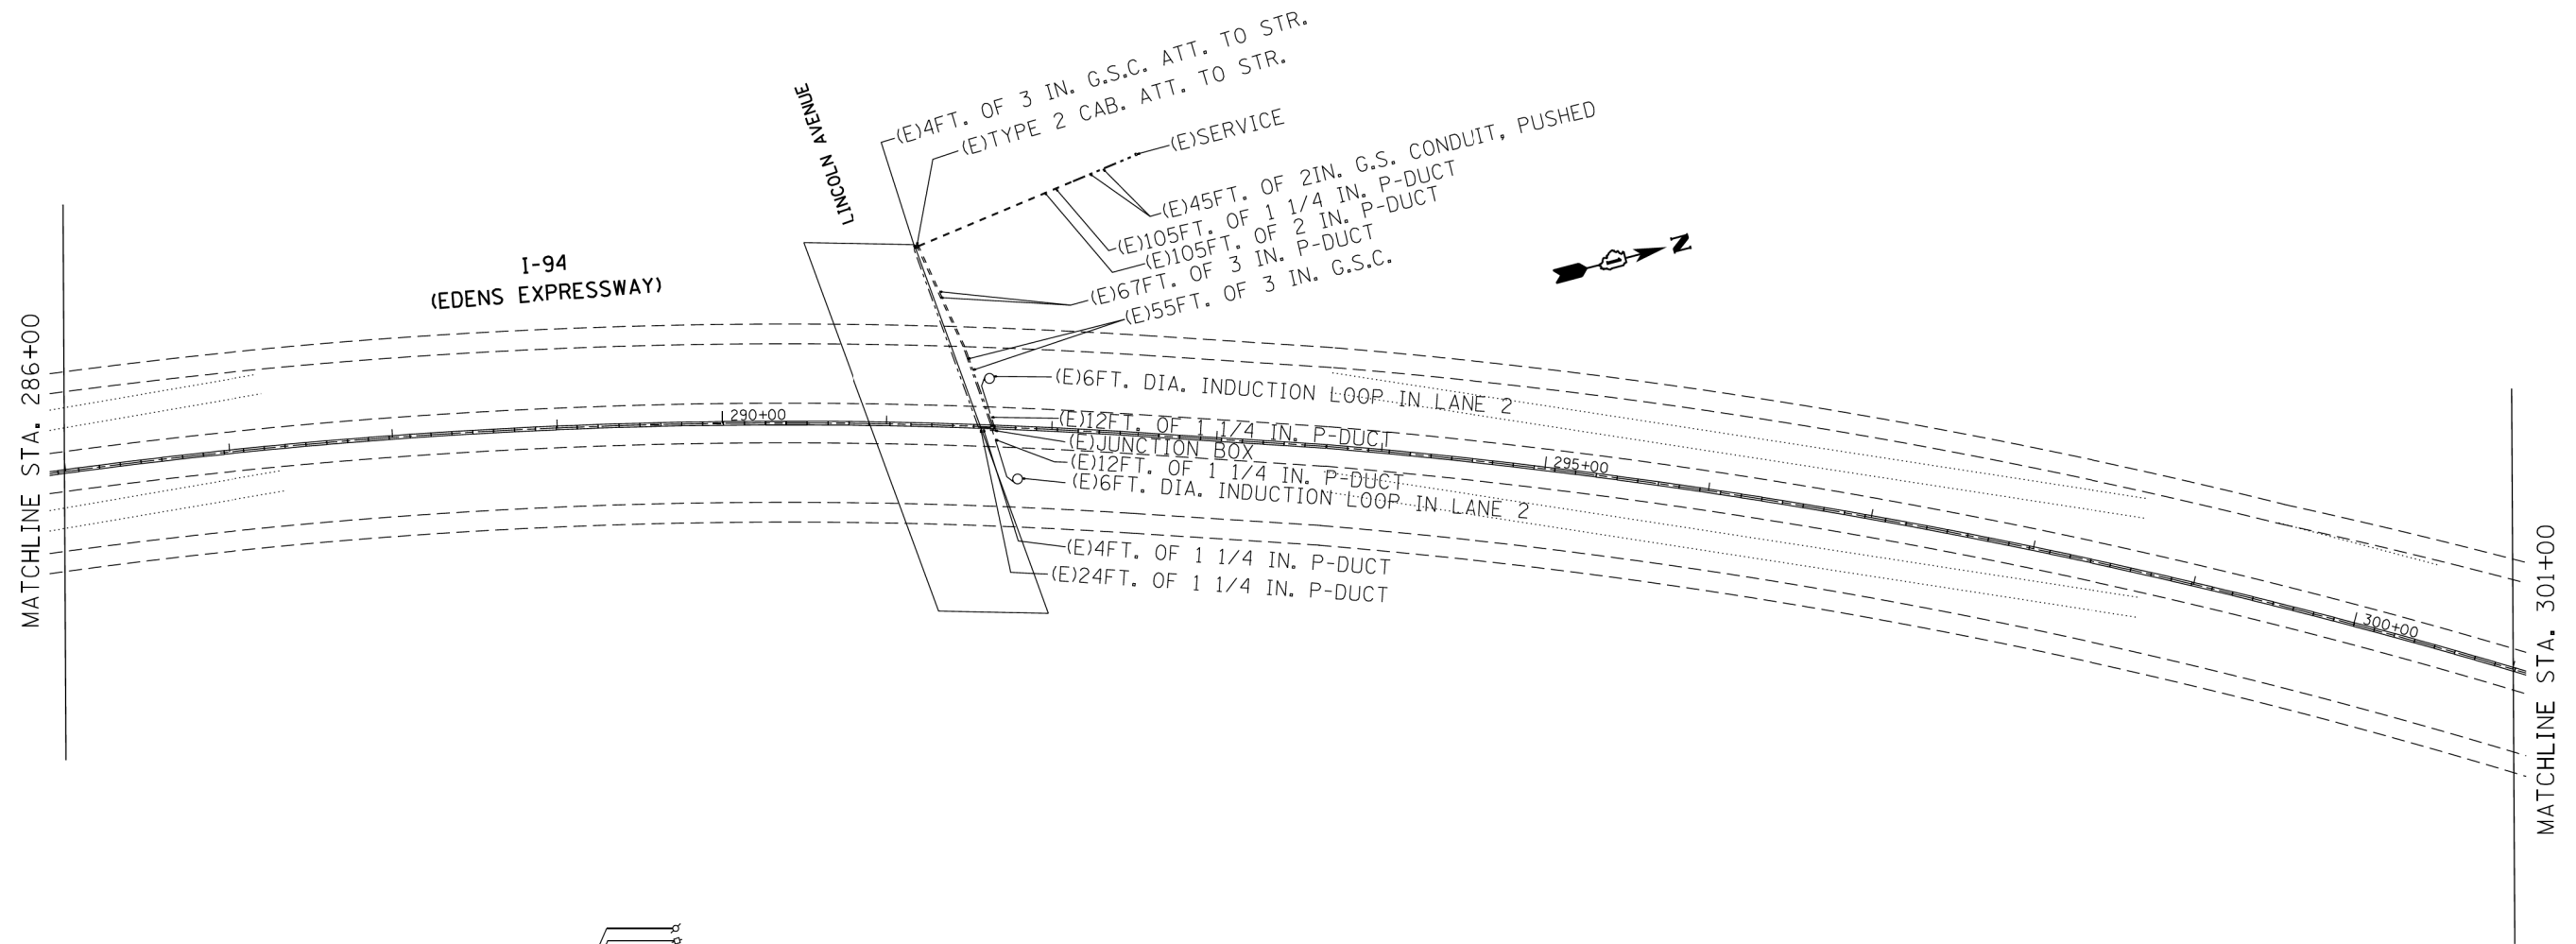 (E)4FT. OF 3 IN. G.S.C. ATT. TO STR.
(E)TYPE 2 CAB. ATT. TO STR.
LINCOLN AVENUE
(E)SERVICE
(E)45FT. OF 2IN. G.S. CONDUIT, PUSHED
(E)105FT. OF 1 1/4 IN. P-DUCT
(E)105FT. OF 2 IN. P-DUCT
(E)67FT. OF 3 IN. P-DUCT
(E)55FT. OF 3 IN. G.S.C.
N
I-94
(EDENS EXPRESSWAY)
MATCHLINE STA. 286+00
(E)6FT. DIA. INDUCTION LOOP IN LANE 2
290+00
(E)12FT. OF 1 1/4 IN. P-DUCT
(E)JUNCTION BOX
(E)12FT. OF 1 1/4 IN. P-DUCT
(E)6FT. DIA. INDUCTION LOOP IN LANE 2
295+00
(E)4FT. OF 1 1/4 IN. P-DUCT
(E)24FT. OF 1 1/4 IN. P-DUCT
300+00
MATCHLINE STA. 301+00